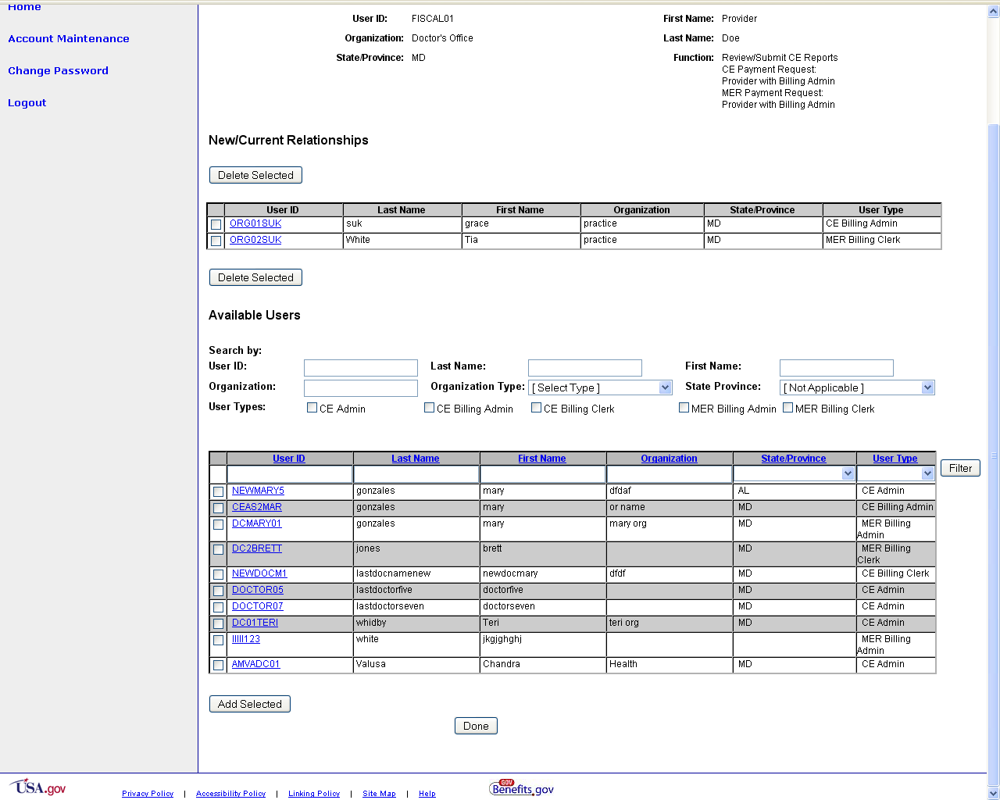 Home
Account Maintenance
Change Password
Logout
User ID: FISCAL01 First Name: Provider
Organization: Doctor's Office Last Name: Doe
State/Province: MD Function: Review/Submit CE Reports
CE Payment Request:
Provider with Billing Admin
MER Payment Request:
Provider with Billing Admin
New/Current Relationships
Delete Selected
User ID Last Name First Name Organization State/Province User Type
ORG01SUK suk grace practice MD CE Billing Admin
ORG02SUK White Tia practice MD MER Billing Clerk
Delete Selected
Available Users
Search by:
User ID: Last Name: First Name:
Organization: Organization Type: [ Select Type ] State Province: [ Not Applicable ]
User Types: CE Admin CE Billing Admin CE Billing Clerk MER Billing Admin MER Billing Clerk
User ID Last Name First Name Organization State/Province User Type
Filter
NEWMARY5 gonzales mary dfdaf AL CE Admin
CEAS2MAR gonzales mary or name MD CE Billing Admin
DCMARY01 gonzales mary mary org MD MER Billing
Admin
DC2BRETT jones brett MD MER Billing
Clerk
NEWDOCM1 lastdocnamenew newdocmary dfdf MD CE Billing Clerk
DOCTOR05 lastdoctorfive doctorfive MD CE Admin
DOCTOR07 lastdoctorseven doctorseven MD CE Admin
DC01TERI whidby Teri teri org MD CE Admin
white jkgjghghj MER Billing
Admin
AMVADC01 Valusa Chandra Health MD CE Admin
Add Selected
Done
USA.gov
Privacy Policy | Accessibility Policy | Linking Policy | Site Map | Help
GOV
Benefits.gov